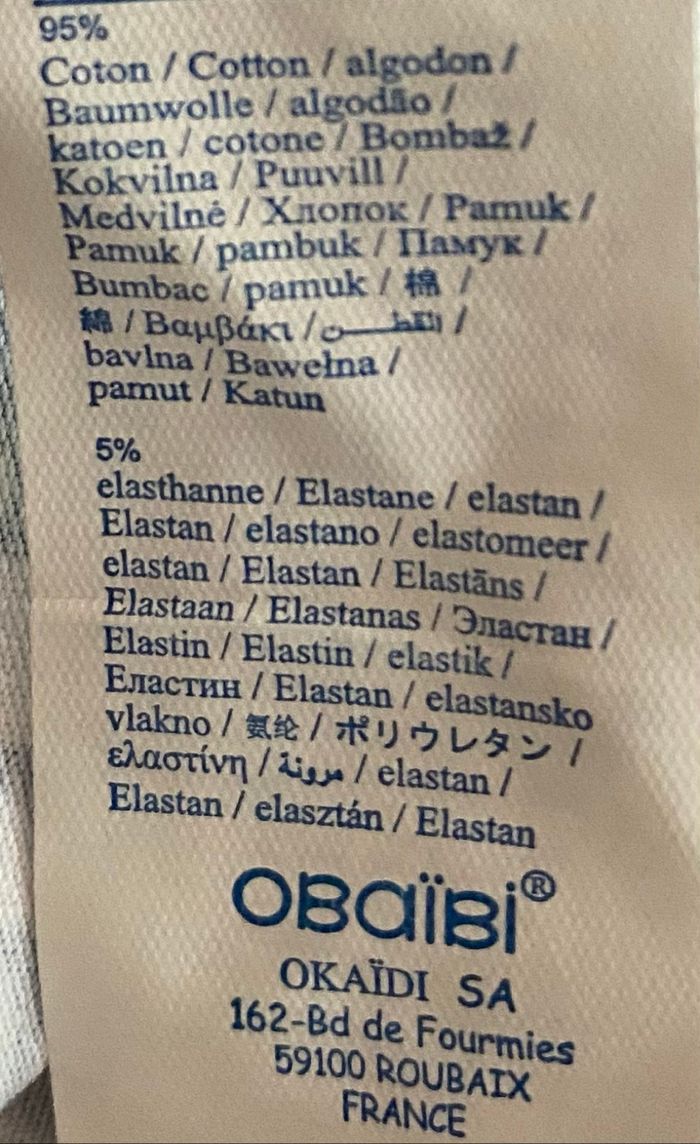 95%
Coton / Cotton / algodon /
Baumwolle / algodão /
katoen / cotone / Bombaž /
Kokvilna / Puuvill /
Medvilnė / Хлопок / Pamuk /
Pamuk / pambuk / Памук /
Bumbac / pamuk / 棉 /
綿 / Βαμβάκι / القطـــــن /
bavlna / Bawełna /
pamut / Katun
5%
elasthanne / Elastane / elastan /
Elastan / elastano / elastomeer /
elastan / Elastan / Elastāns /
Elastaan / Elastanas / Эластан /
Elastin / Elastin / elastik /
Еластин / Elastan / elastansko
vlakno / 氨纶 / ポリウレタン /
ελαστίνη / مرونة / elastan /
Elastan / elasztán / Elastan
OBaïBi®
OKAÏDI SA
162-Bd de Fourmies
59100 ROUBAIX
FRANCE